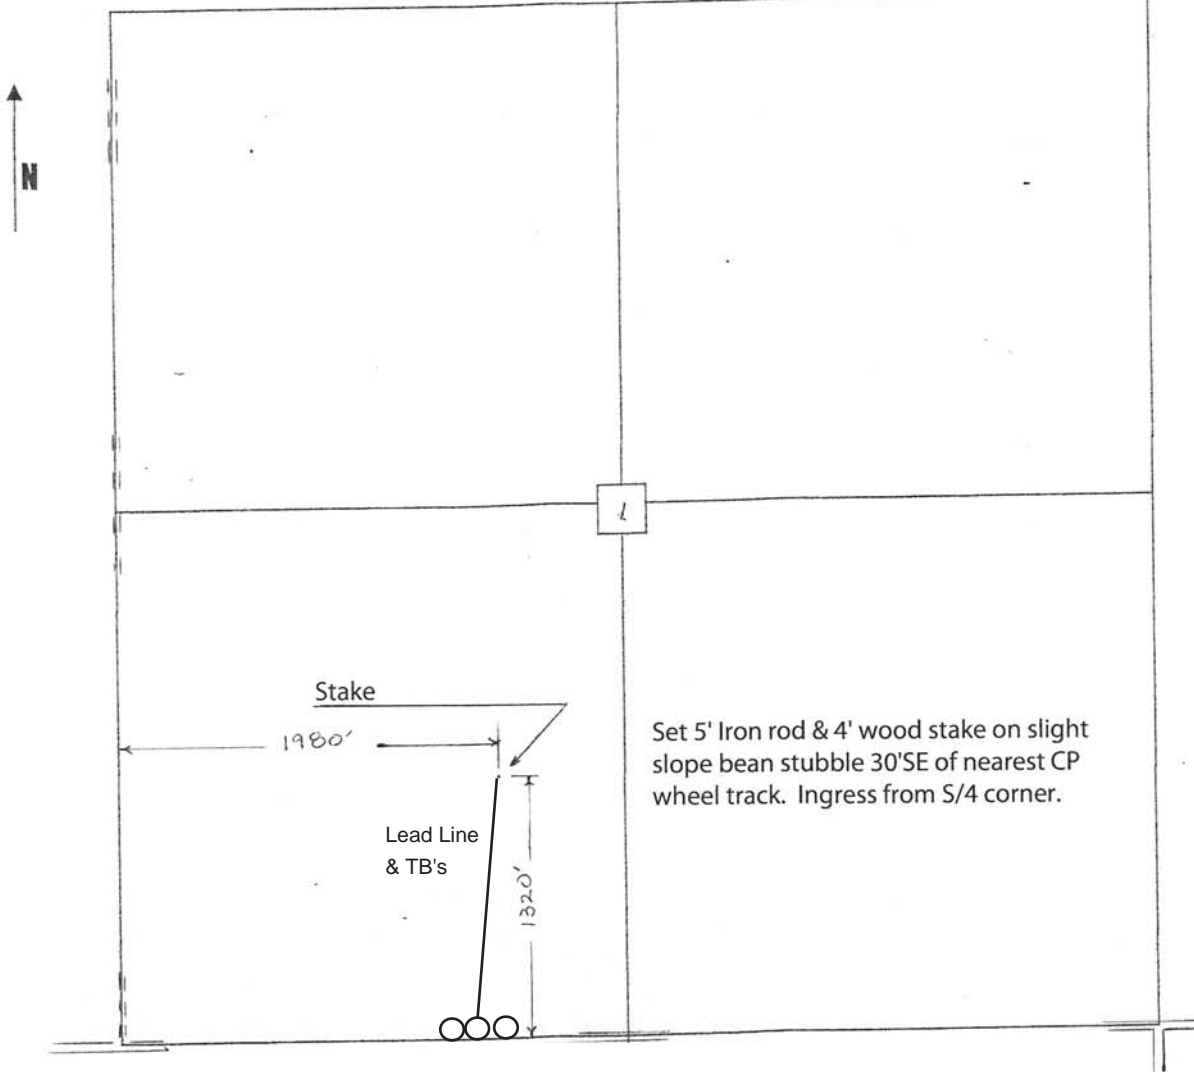 N
1
Stake
1980'
Set 5' Iron rod & 4' wood stake on slight
slope bean stubble 30'SE of nearest CP
wheel track. Ingress from S/4 corner.
Lead Line
& TB's
1320'